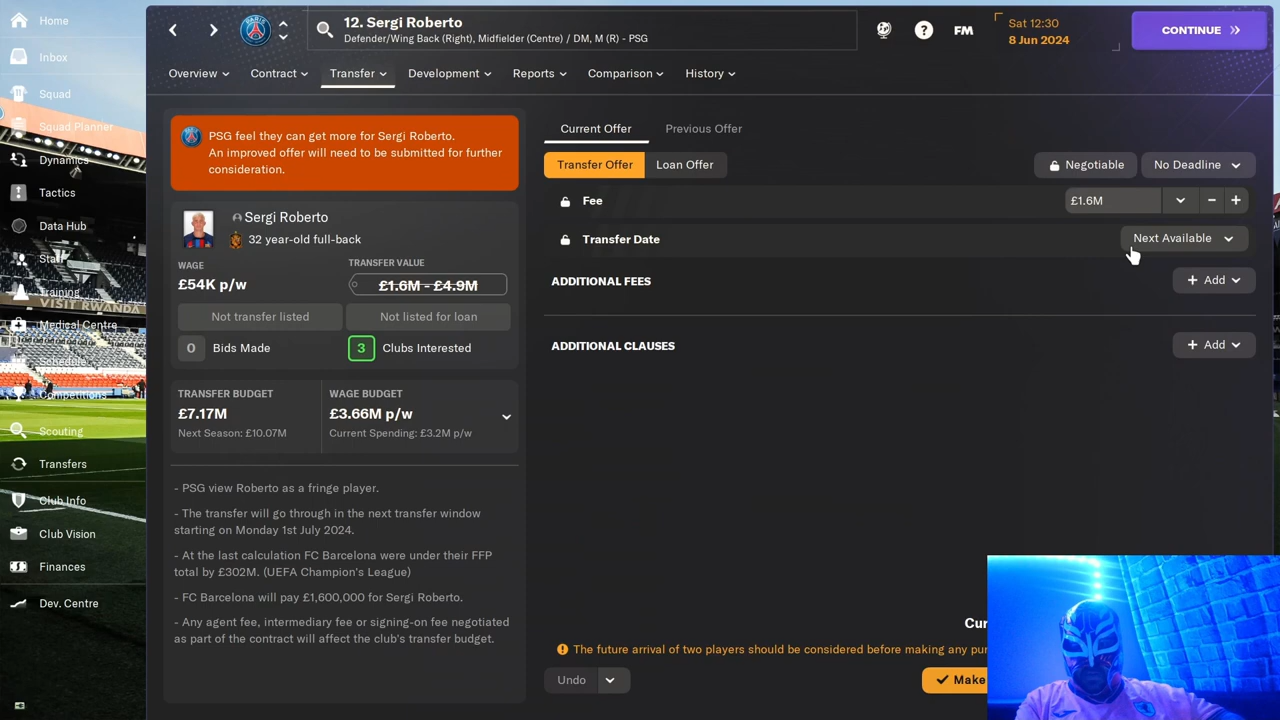 Home
Inbox
Squad
Squad Planner
Dynamics
Tactics
Data Hub
Staff
Training
VISIT RWANDA
Medical Centre
Schedule
Competitions
Scouting
Transfers
Club Info
Club Vision
Finances
Dev. Centre
12. Sergi Roberto
Defender/Wing Back (Right), Midfielder (Centre) / DM, M (R) - PSG
?
FM
Sat 12:30
8 Jun 2024
CONTINUE
Overview
Contract
Transfer
Development
Reports
Comparison
History
PSG feel they can get more for Sergi Roberto.
An improved offer will need to be submitted for further
consideration.
Sergi Roberto
32 year-old full-back
WAGE
£54K p/w
TRANSFER VALUE
£1.6M - £4.9M
Not transfer listed
Not listed for loan
0 Bids Made
3 Clubs Interested
TRANSFER BUDGET
£7.17M
Next Season: £10.07M
WAGE BUDGET
£3.66M p/w
Current Spending: £3.2M p/w
- PSG view Roberto as a fringe player.
- The transfer will go through in the next transfer window
starting on Monday 1st July 2024.
- At the last calculation FC Barcelona were under their FFP
total by £302M. (UEFA Champion's League)
- FC Barcelona will pay £1,600,000 for Sergi Roberto.
- Any agent fee, intermediary fee or signing-on fee negotiated
as part of the contract will affect the club's transfer budget.
Current Offer
Previous Offer
Transfer Offer
Loan Offer
Negotiable
No Deadline
Fee
£1.6M
Transfer Date
Next Available
ADDITIONAL FEES
+ Add
ADDITIONAL CLAUSES
+ Add
The future arrival of two players should be considered before making any
Undo
Make